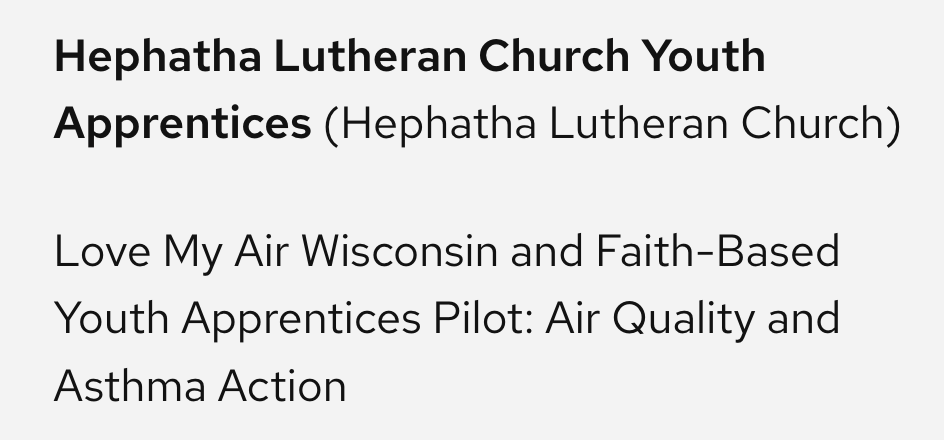 Hephatha Lutheran Church Youth
Apprentices (Hephatha Lutheran Church)
Love My Air Wisconsin and Faith-Based
Youth Apprentices Pilot: Air Quality and
Asthma Action